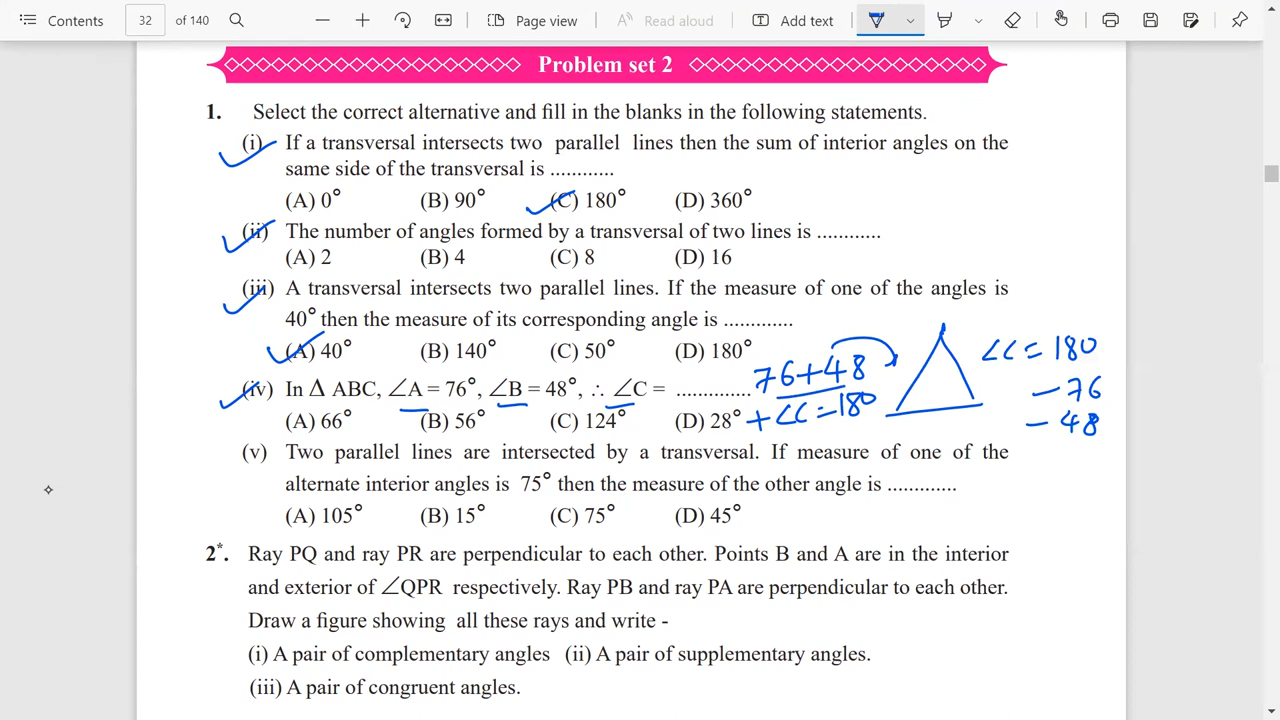 Contents 32 of 140 Page view Read aloud Add text
Problem set 2
1. Select the correct alternative and fill in the blanks in the following statements.
(i) If a transversal intersects two parallel lines then the sum of interior angles on the
same side of the transversal is ............
(A) 0° (B) 90° (C) 180° (D) 360°
(ii) The number of angles formed by a transversal of two lines is ............
(A) 2 (B) 4 (C) 8 (D) 16
(iii) A transversal intersects two parallel lines. If the measure of one of the angles is
40° then the measure of its corresponding angle is .............
(A) 40° (B) 140° (C) 50° (D) 180°
(iv) In Δ ABC, ∠A = 76°, ∠B = 48°, ∴ ∠C = ..............
(A) 66° (B) 56° (C) 124° (D) 28°
76+48
+∠C=180
∠C=180
-76
-48
(v) Two parallel lines are intersected by a transversal. If measure of one of the
alternate interior angles is 75° then the measure of the other angle is .............
(A) 105° (B) 15° (C) 75° (D) 45°
2*. Ray PQ and ray PR are perpendicular to each other. Points B and A are in the interior
and exterior of ∠QPR respectively. Ray PB and ray PA are perpendicular to each other.
Draw a figure showing all these rays and write -
(i) A pair of complementary angles (ii) A pair of supplementary angles.
(iii) A pair of congruent angles.